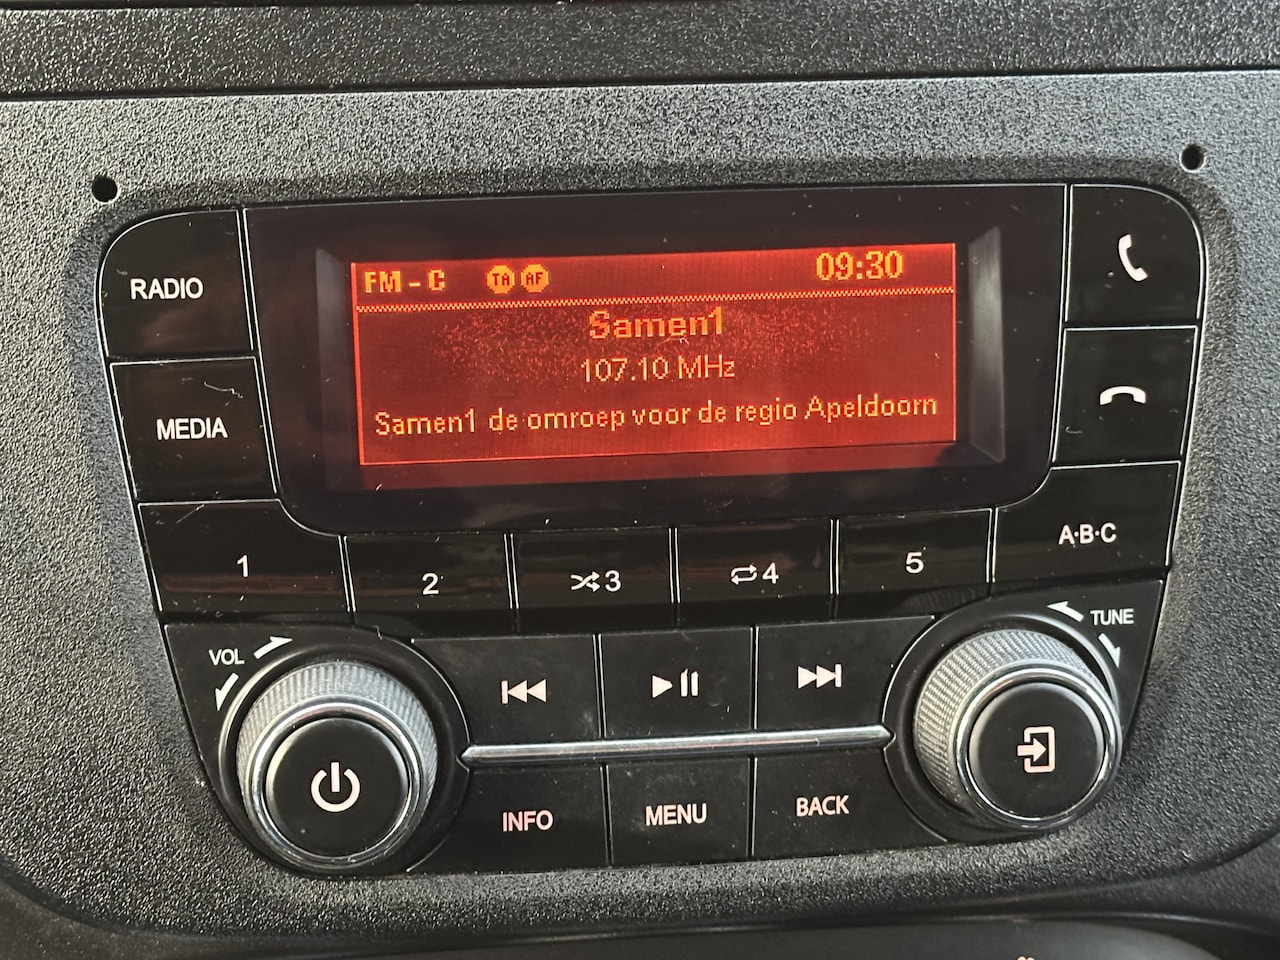 FM - C TA AF 09:30
Samen1
107.10 MHz
Samen1 de omroep voor de regio Apeldoorn
RADIO
MEDIA
1 2 3 4 5 A·B·C
VOL
TUNE
INFO MENU BACK